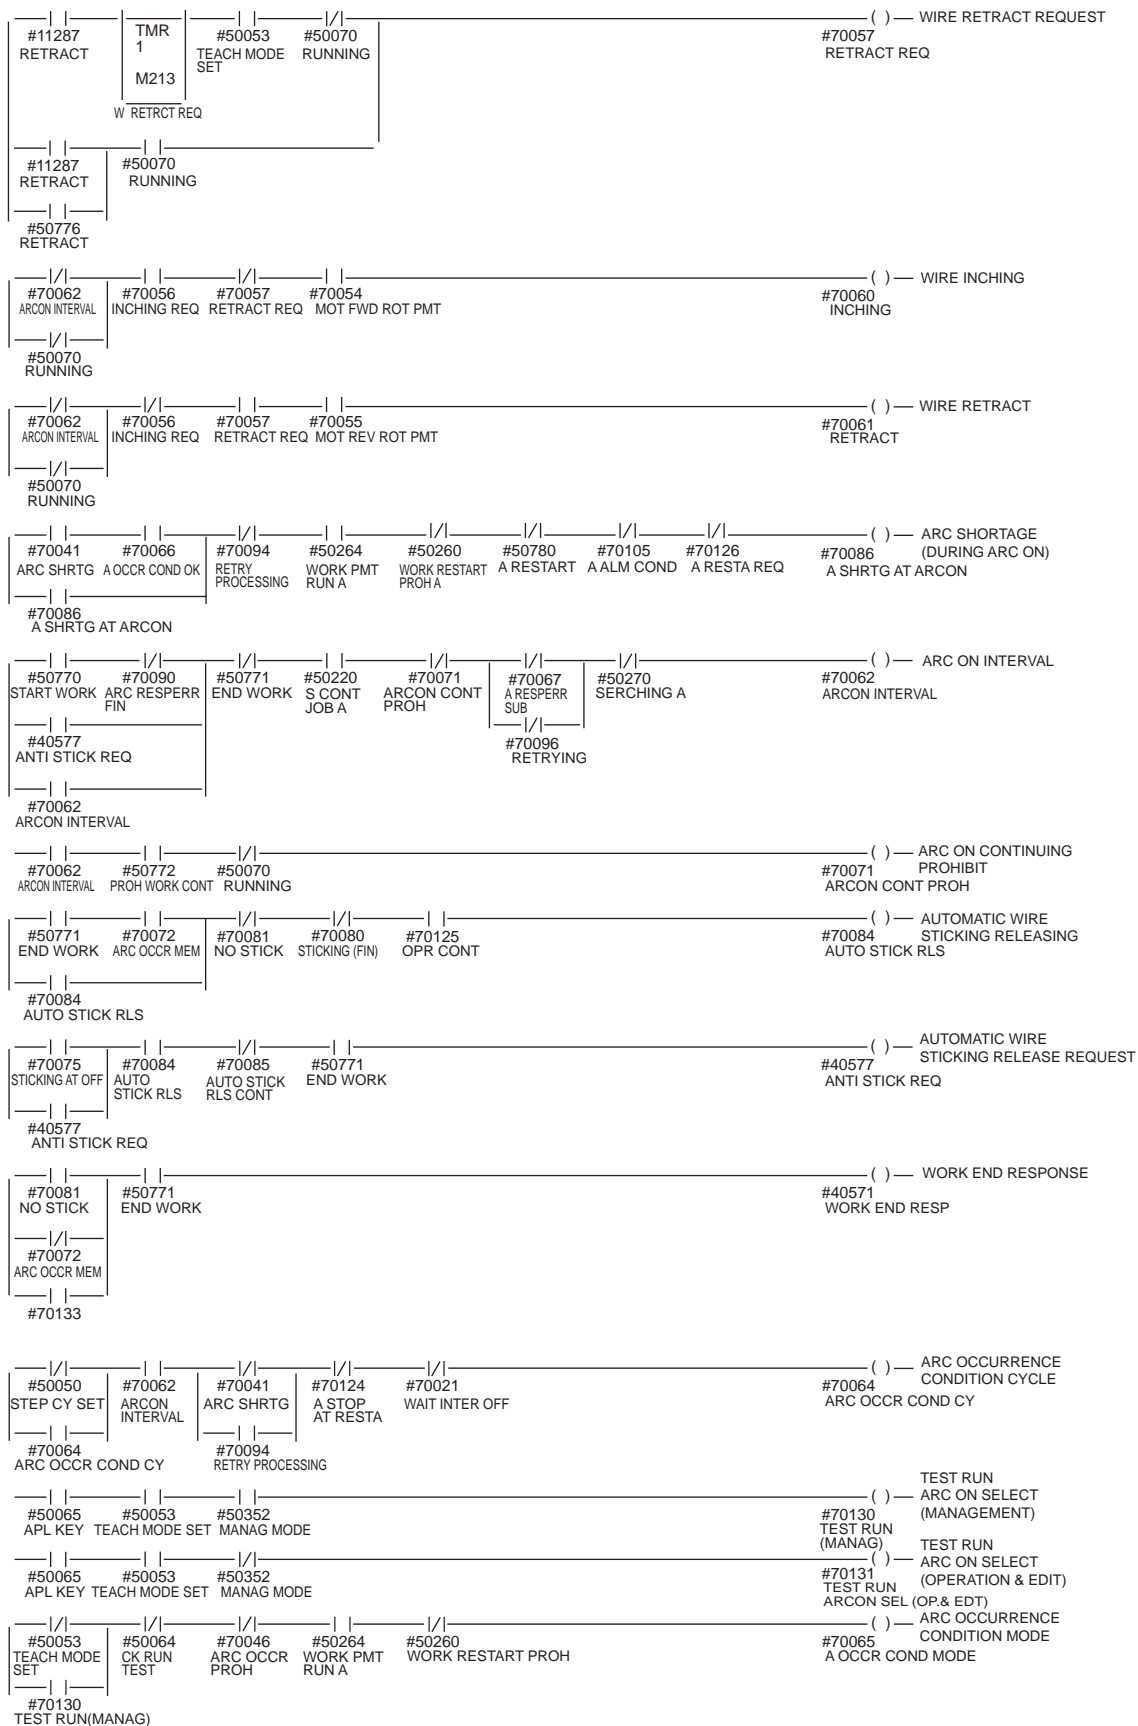 WIRE RETRACT REQUEST
#11287
RETRACT
TMR
1
M213
W RETRCT REQ
#50053
TEACH MODE
SET
#50070
RUNNING
#70057
RETRACT REQ
#11287
RETRACT
#50070
RUNNING
#50776
RETRACT
WIRE INCHING
#70062
ARCON INTERVAL
#70056
INCHING REQ
#70057
RETRACT REQ
#70054
MOT FWD ROT PMT
#70060
INCHING
#50070
RUNNING
WIRE RETRACT
#70062
ARCON INTERVAL
#70056
INCHING REQ
#70057
RETRACT REQ
#70055
MOT REV ROT PMT
#70061
RETRACT
#50070
RUNNING
ARC SHORTAGE
(DURING ARC ON)
#70041
ARC SHRTG
#70066
A OCCR COND OK
#70094
RETRY
PROCESSING
#50264
WORK PMT
RUN A
#50260
WORK RESTART
PROH A
#50780
A RESTART
#70105
A ALM COND
#70126
A RESTA REQ
#70086
A SHRTG AT ARCON
#70086
A SHRTG AT ARCON
ARC ON INTERVAL
#50770
START WORK
#70090
ARC RESPERR
FIN
#50771
END WORK
#50220
S CONT
JOB A
#70071
ARCON CONT
PROH
#70067
A RESPERR
SUB
#50270
SERCHING A
#70062
ARCON INTERVAL
#40577
ANTI STICK REQ
#70096
RETRYING
#70062
ARCON INTERVAL
ARC ON CONTINUING
PROHIBIT
#70062
ARCON INTERVAL
#50772
PROH WORK CONT
#50070
RUNNING
#70071
ARCON CONT PROH
AUTOMATIC WIRE
STICKING RELEASING
#50771
END WORK
#70072
ARC OCCR MEM
#70081
NO STICK
#70080
STICKING (FIN)
#70125
OPR CONT
#70084
AUTO STICK RLS
#70084
AUTO STICK RLS
AUTOMATIC WIRE
STICKING RELEASE REQUEST
#70075
STICKING AT OFF
#70084
AUTO
STICK RLS
#70085
AUTO STICK
RLS CONT
#50771
END WORK
#40577
ANTI STICK REQ
#40577
ANTI STICK REQ
WORK END RESPONSE
#70081
NO STICK
#50771
END WORK
#40571
WORK END RESP
#70072
ARC OCCR MEM
#70133
ARC OCCURRENCE
CONDITION CYCLE
#50050
STEP CY SET
#70062
ARCON
INTERVAL
#70041
ARC SHRTG
#70124
A STOP
AT RESTA
#70021
WAIT INTER OFF
#70064
ARC OCCR COND CY
#70064
ARC OCCR COND CY
#70094
RETRY PROCESSING
TEST RUN
ARC ON SELECT
(MANAGEMENT)
#50065
APL KEY
#50053
TEACH MODE SET
#50352
MANAG MODE
#70130
TEST RUN
(MANAG)
TEST RUN
ARC ON SELECT
(OPERATION & EDIT)
#50065
APL KEY
#50053
TEACH MODE SET
#50352
MANAG MODE
#70131
TEST RUN
ARCON SEL (OP.& EDT)
ARC OCCURRENCE
CONDITION MODE
#50053
TEACH MODE
SET
#50064
CK RUN
TEST
#70046
ARC OCCR
PROH
#50264
WORK PMT
RUN A
#50260
WORK RESTART PROH
#70065
A OCCR COND MODE
#70130
TEST RUN(MANAG)